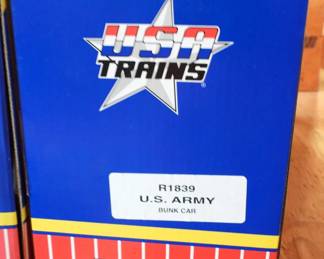 USA
TRAINS®
R1839
U.S. ARMY
BUNK CAR